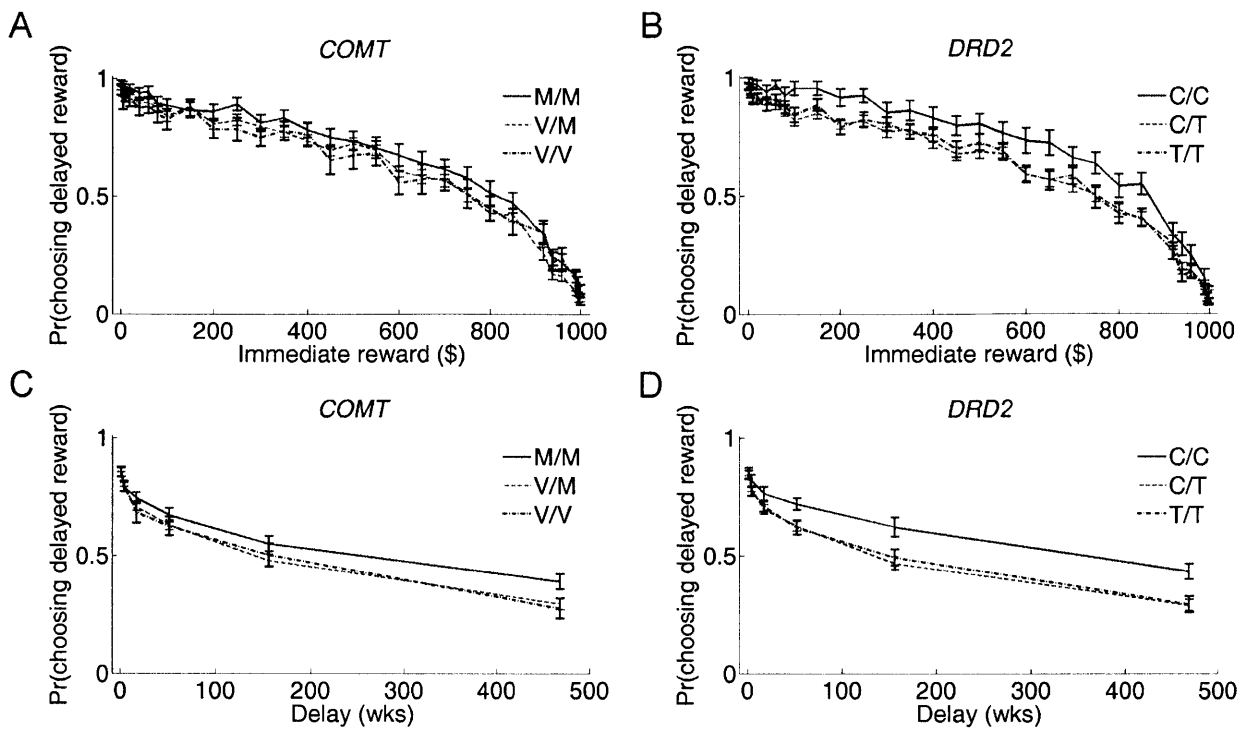 A
COMT
Pr(choosing delayed reward)
1
0.5
0
M/M
V/M
V/V
0 200 400 600 800 1000
Immediate reward ($)
B
DRD2
Pr(choosing delayed reward)
1
0.5
0
C/C
C/T
T/T
0 200 400 600 800 1000
Immediate reward ($)
C
COMT
Pr(choosing delayed reward)
1
0.5
0
M/M
V/M
V/V
0 100 200 300 400 500
Delay (wks)
D
DRD2
Pr(choosing delayed reward)
1
0.5
0
C/C
C/T
T/T
0 100 200 300 400 500
Delay (wks)